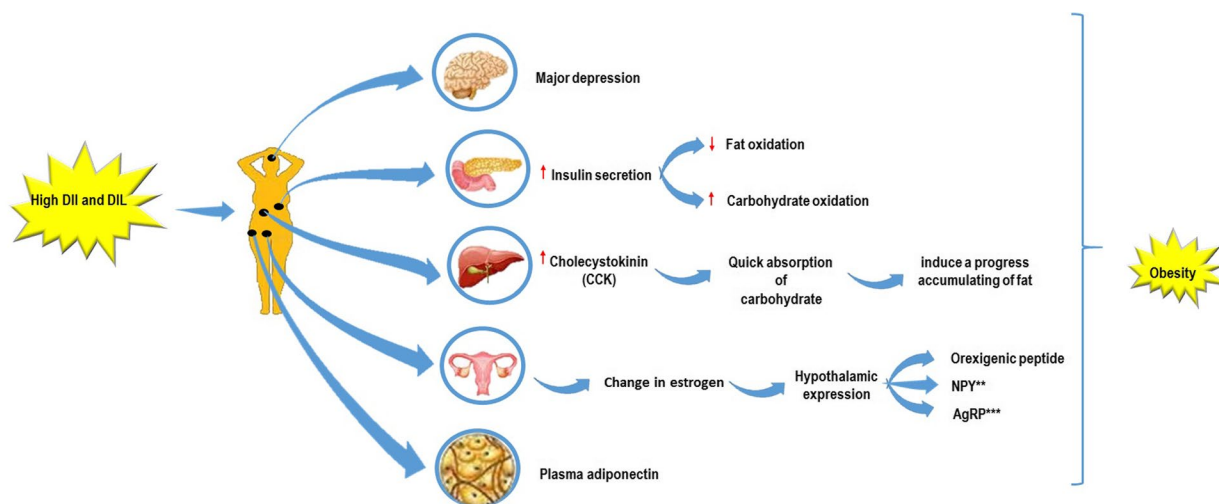 High DII and DIL
Major depression
↑ Insulin secretion
↓ Fat oxidation
↑ Carbohydrate oxidation
↑ Cholecystokinin
(CCK)
Quick absorption
of
carbohydrate
induce a progress
accumulating of fat
Change in estrogen
Hypothalamic
expression
Orexigenic peptide
NPY**
AgRP***
Plasma adiponectin
Obesity